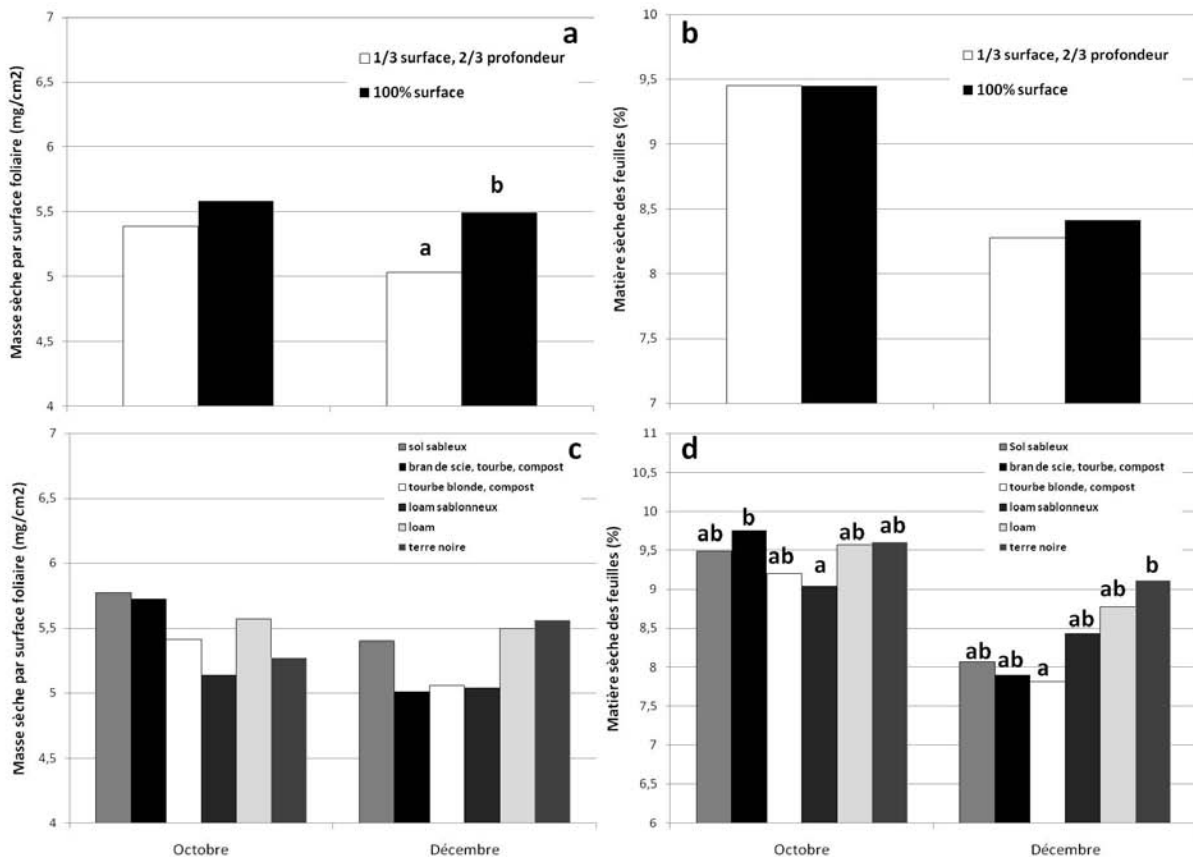 a
1/3 surface, 2/3 profondeur
100% surface
Masse sèche par surface foliaire (mg/cm2)
7
6,5
6
5,5
5
4,5
4
a
b
b
1/3 surface, 2/3 profondeur
100% surface
Matière sèche des feuilles (%)
10
9,5
9
8,5
8
7,5
7
c
sol sableux
bran de scie, tourbe, compost
tourbe blonde, compost
loam sablonneux
loam
terre noire
Masse sèche par surface foliaire (mg/cm2)
7
6,5
6
5,5
5
4,5
4
Octobre
Décembre
d
Sol sableux
bran de scie, tourbe, compost
tourbe blonde, compost
loam sablonneux
loam
terre noire
Matière sèche des feuilles (%)
11
10,5
10
9,5
9
8,5
8
7,5
7
6,5
6
ab
b
ab
a
ab
ab
ab
ab
a
ab
ab
b
Octobre
Décembre